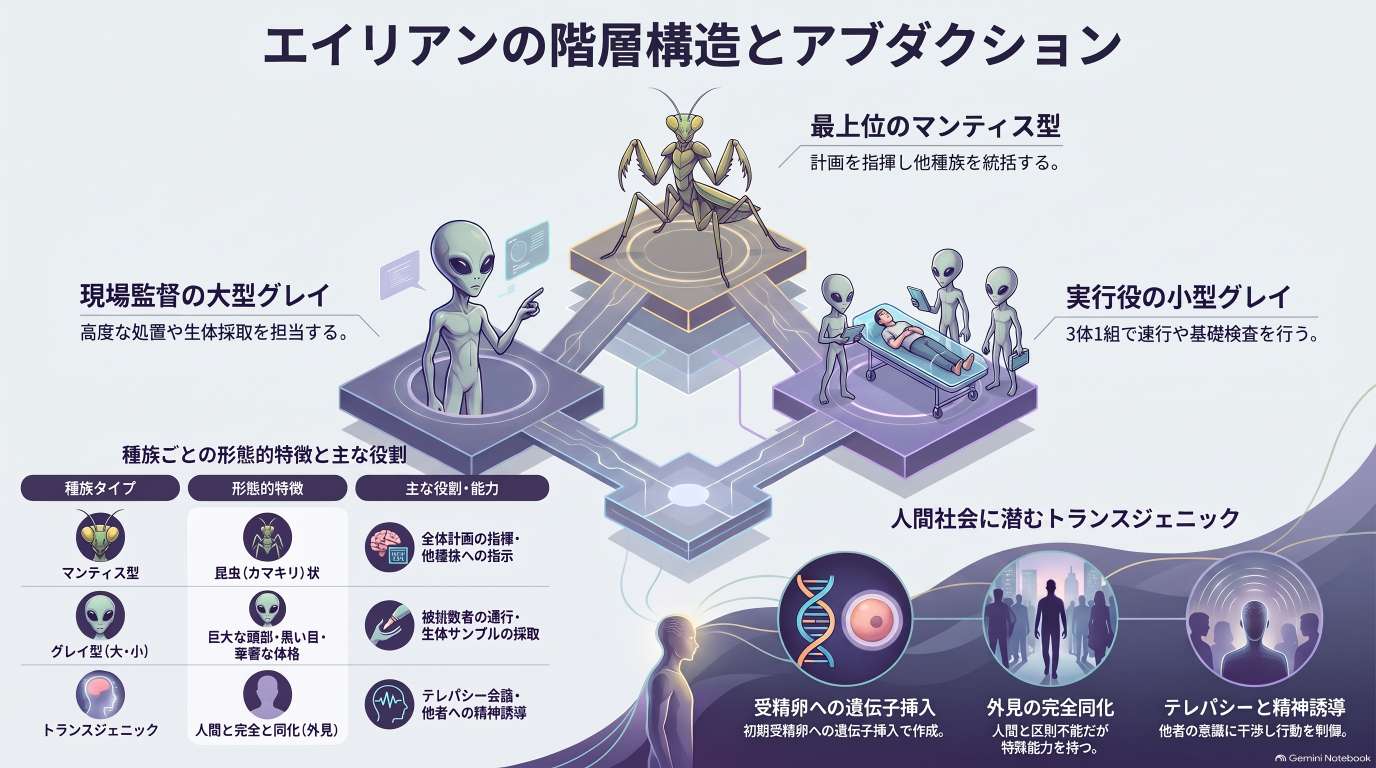 エイリアンの階層構造とアブダクション
最上位のマンティス型
計画を指揮し他種族を統括する。
現場監督の大型グレイ
高度な処置や生体採取を担当する。
実行役の小型グレイ
3体1組で速行や基礎検査を行う。
種族ごとの形態的特徴と主な役割
種族タイプ
形態的特徴
主な役割・能力
マンティス型
昆虫（カマキリ）状
全体計画の指揮・
他種族への指示
グレイ型（大・小）
巨大な頭部・黒い目・
な体格
の通行・
生体サンプルの採取
トランスジェニック
人間と完全と同化（外見）
テレパシー会議・
他者への精神誘導
人間社会に潜むトランスジェニック
受精卵への遺伝子挿入
初期受精卵への遺伝子挿入で作成。
外見の完全同化
人間と区別不能だが
特殊能力を持つ。
テレパシーと精神誘導
他者の意識に干渉し行動を
Gemini Notebook